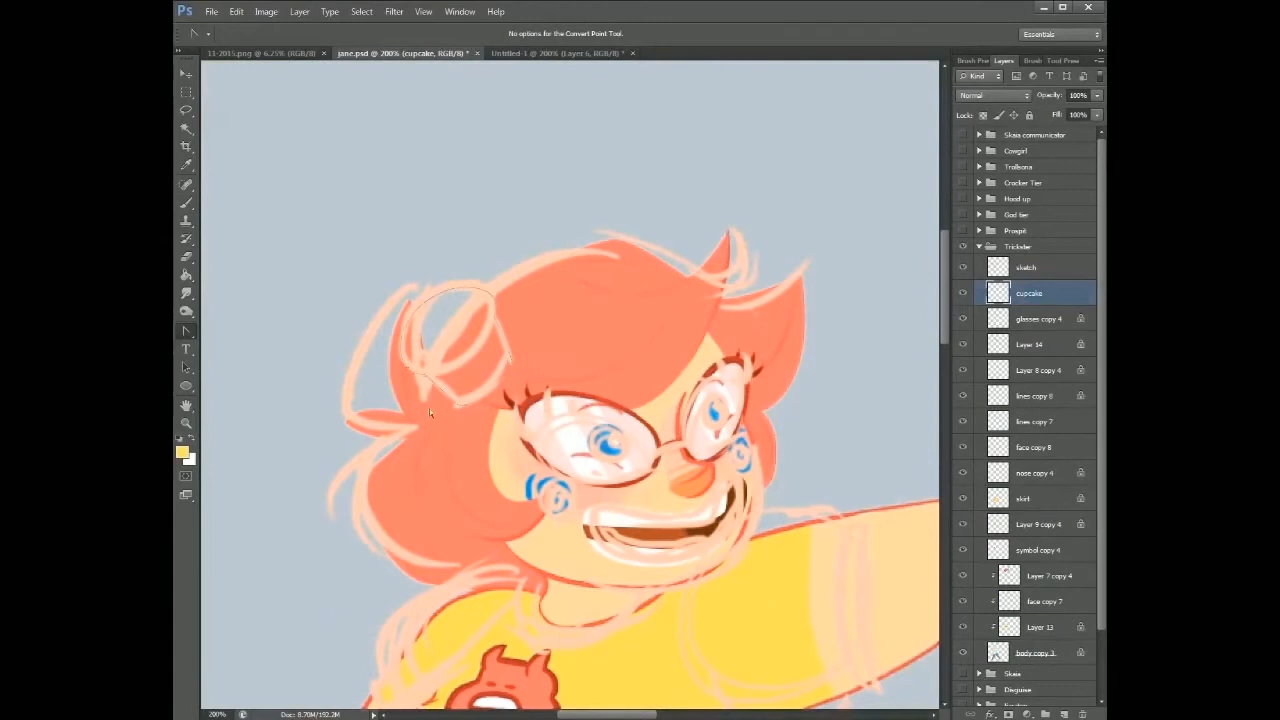 Ps File Edit Image Layer Type Select Filter View Window Help
No options for the Convert Point Tool.
Essentials
11-2015.png @ 6.25% (RGB/8) × jane.psd @ 200% (cupcake, RGB/8) * × Untitled-1 @ 200% (Layer 6, RGB/8) * ×
Brush Pre Layers Brush Tool Prese
Kind
Normal Opacity: 100%
Lock: Fill: 100%
Skaia communicator
Cowgirl
Trollsona
Crocker Tier
Hood up
God tier
Prospit
Trickster
sketch
cupcake
glasses copy 4
Layer 14
Layer 8 copy 4
lines copy 8
lines copy 7
face copy 8
nose copy 4
skirt
Layer 9 copy 4
symbol copy 4
Layer 7 copy 4
face copy 7
Layer 13
body copy 3
Skaia
Disguise
200% Doc: 8.70M/192.2M